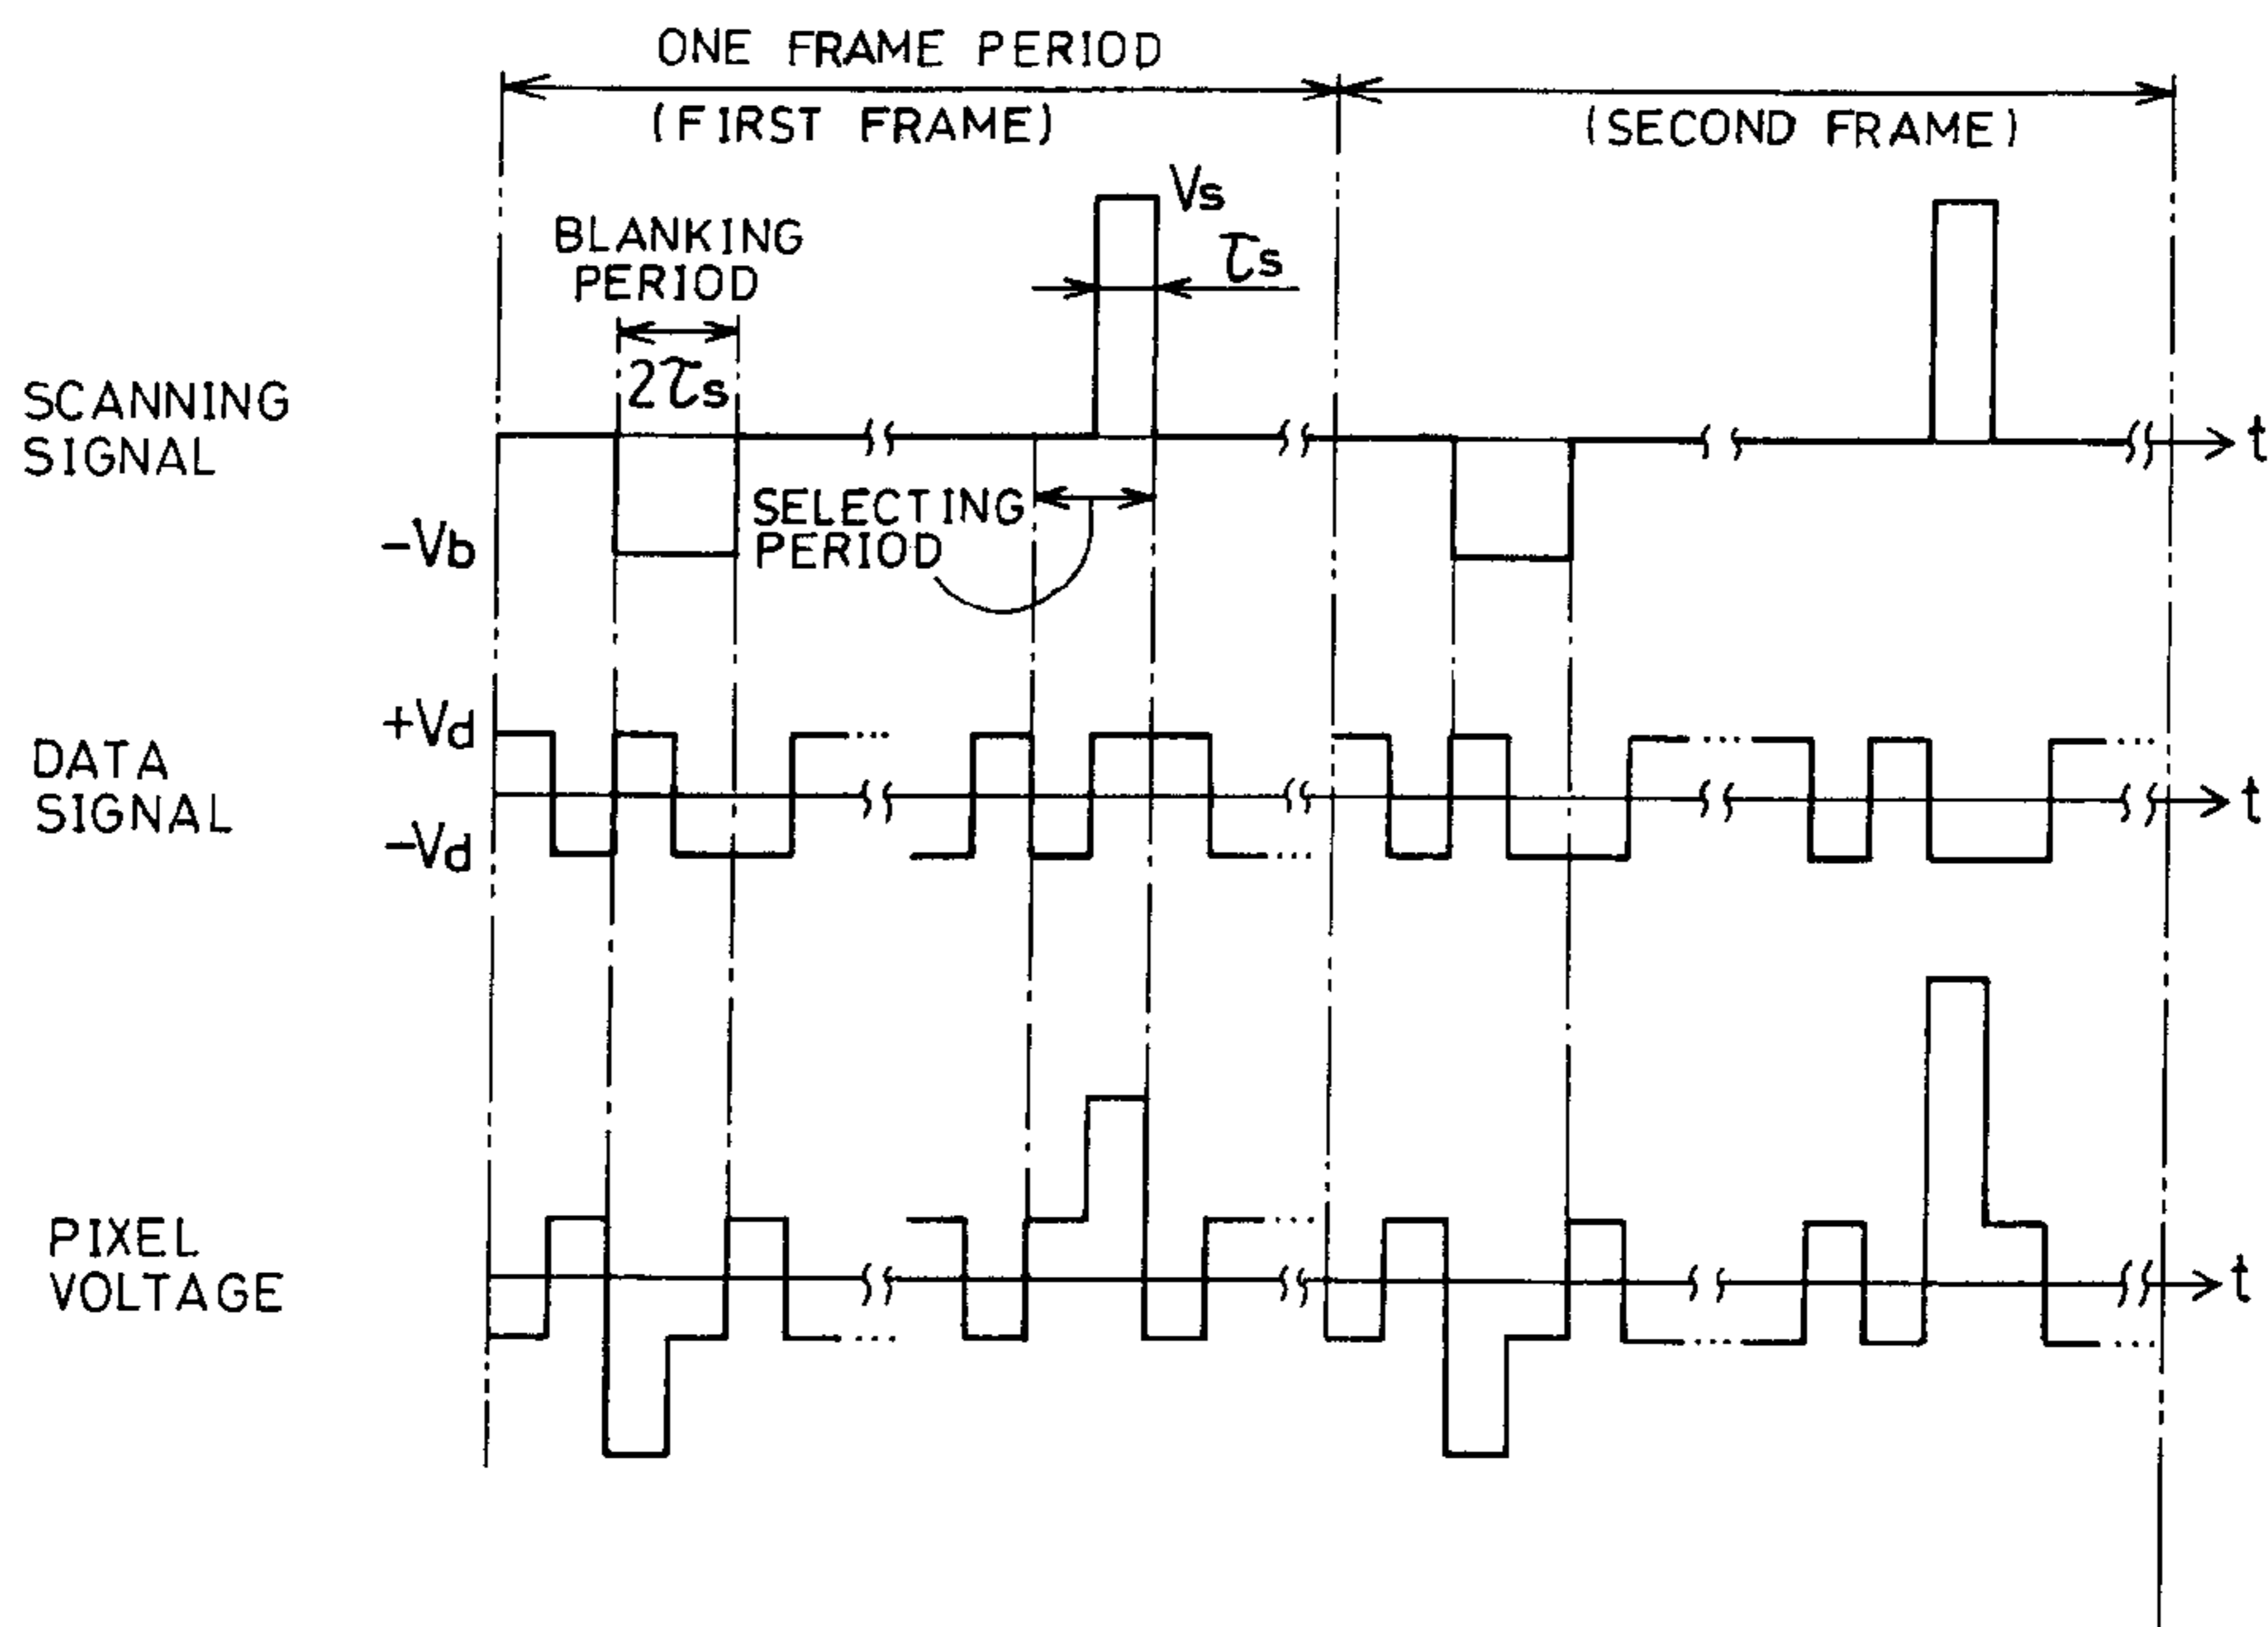 ONE FRAME PERIOD
(FIRST FRAME)
(SECOND FRAME)
Vs
BLANKING
PERIOD
τs
2τs
SCANNING
SIGNAL
t
SELECTING
PERIOD
-Vb
+Vd
DATA
SIGNAL
t
-Vd
PIXEL
VOLTAGE
t